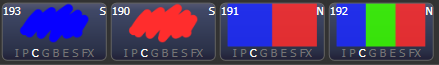 193 S
I P C G B E S FX
190 S
I P C G B E S FX
191 N
I P C G B E S FX
192 N
I P C G B E S FX